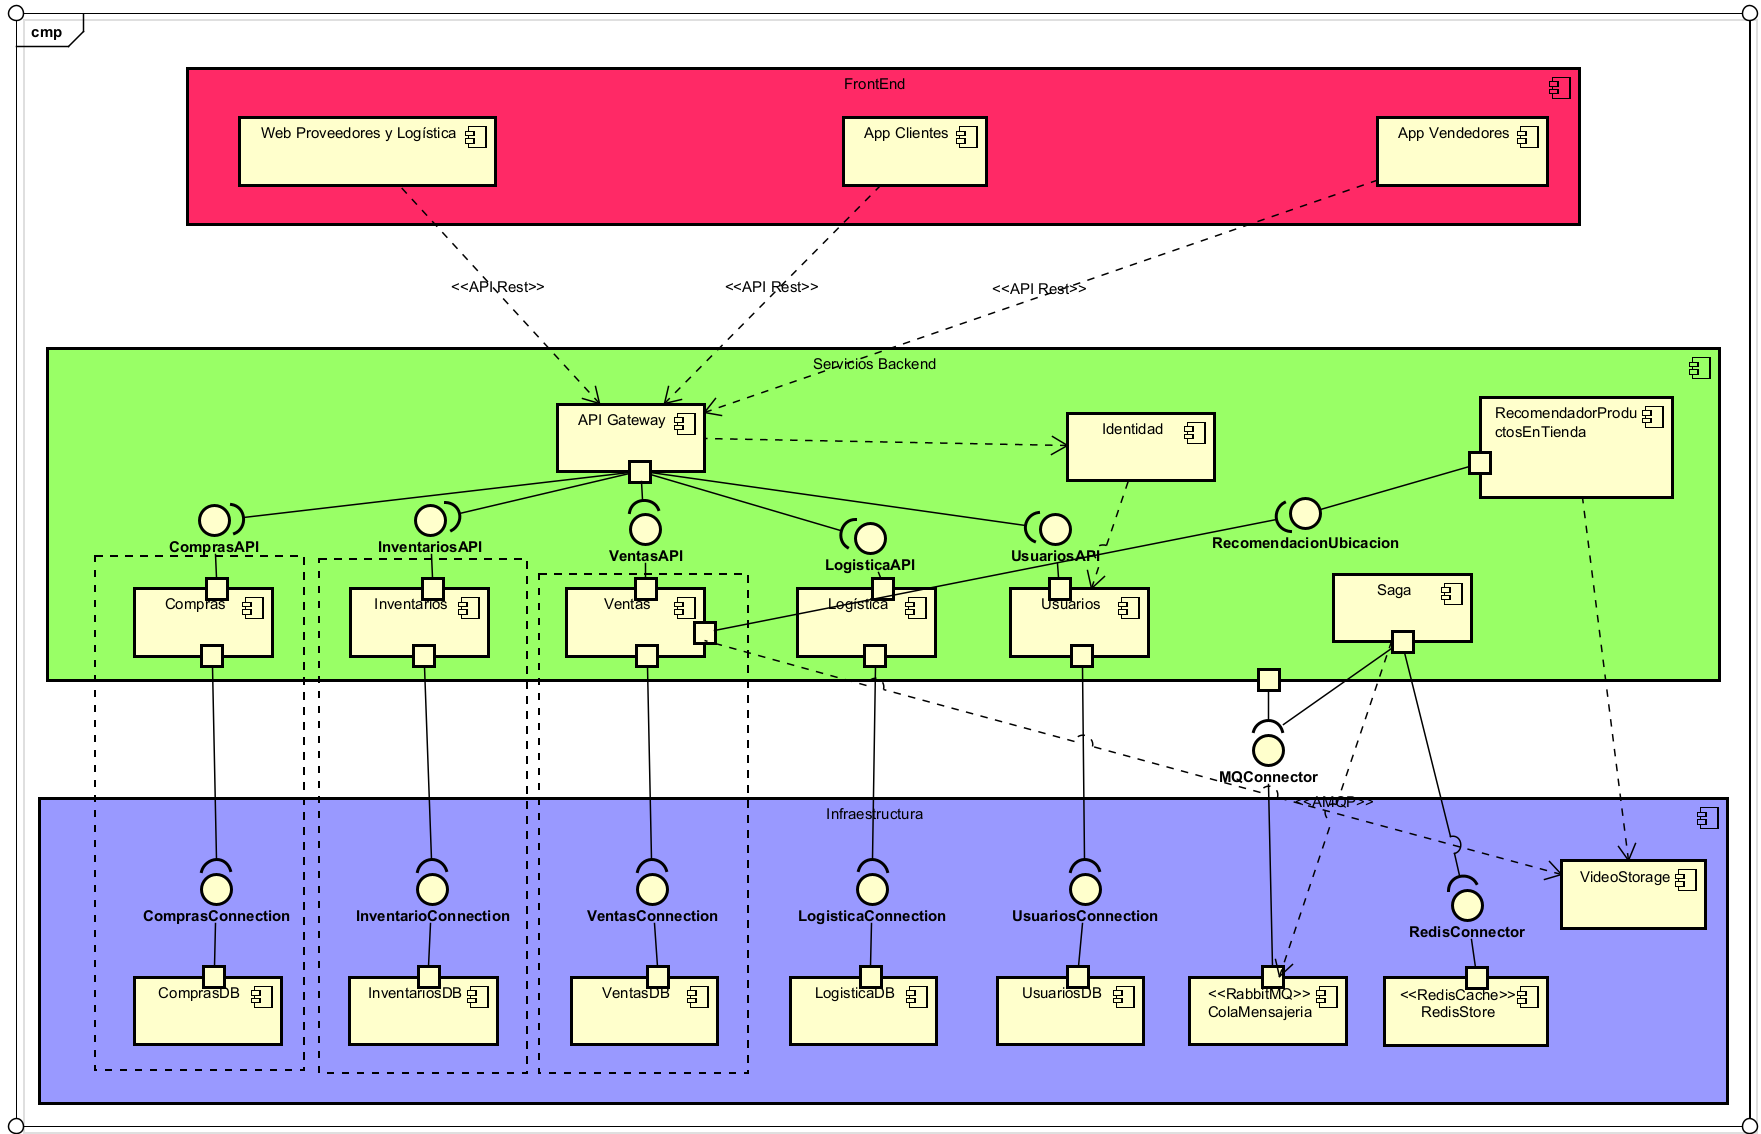 cmp
FrontEnd
Web Proveedores y Logística
App Clientes
App Vendedores
<<API Rest>>
<<API Rest>>
<<API Rest>>
Servicios Backend
API Gateway
Identidad
RecomendadorProdu
ctosEnTienda
ComprasAPI
InventariosAPI
VentasAPI
LogisticaAPI
UsuariosAPI
RecomendacionUbicacion
Compras
Inventarios
Ventas
Logística
Usuarios
Saga
MQConnector
<<AMQP>>
Infraestructura
VideoStorage
ComprasConnection
InventarioConnection
VentasConnection
LogisticaConnection
UsuariosConnection
RedisConnector
ComprasDB
InventariosDB
VentasDB
LogisticaDB
UsuariosDB
<<RabbitMQ>>
ColaMensajeria
<<RedisCache>>
RedisStore